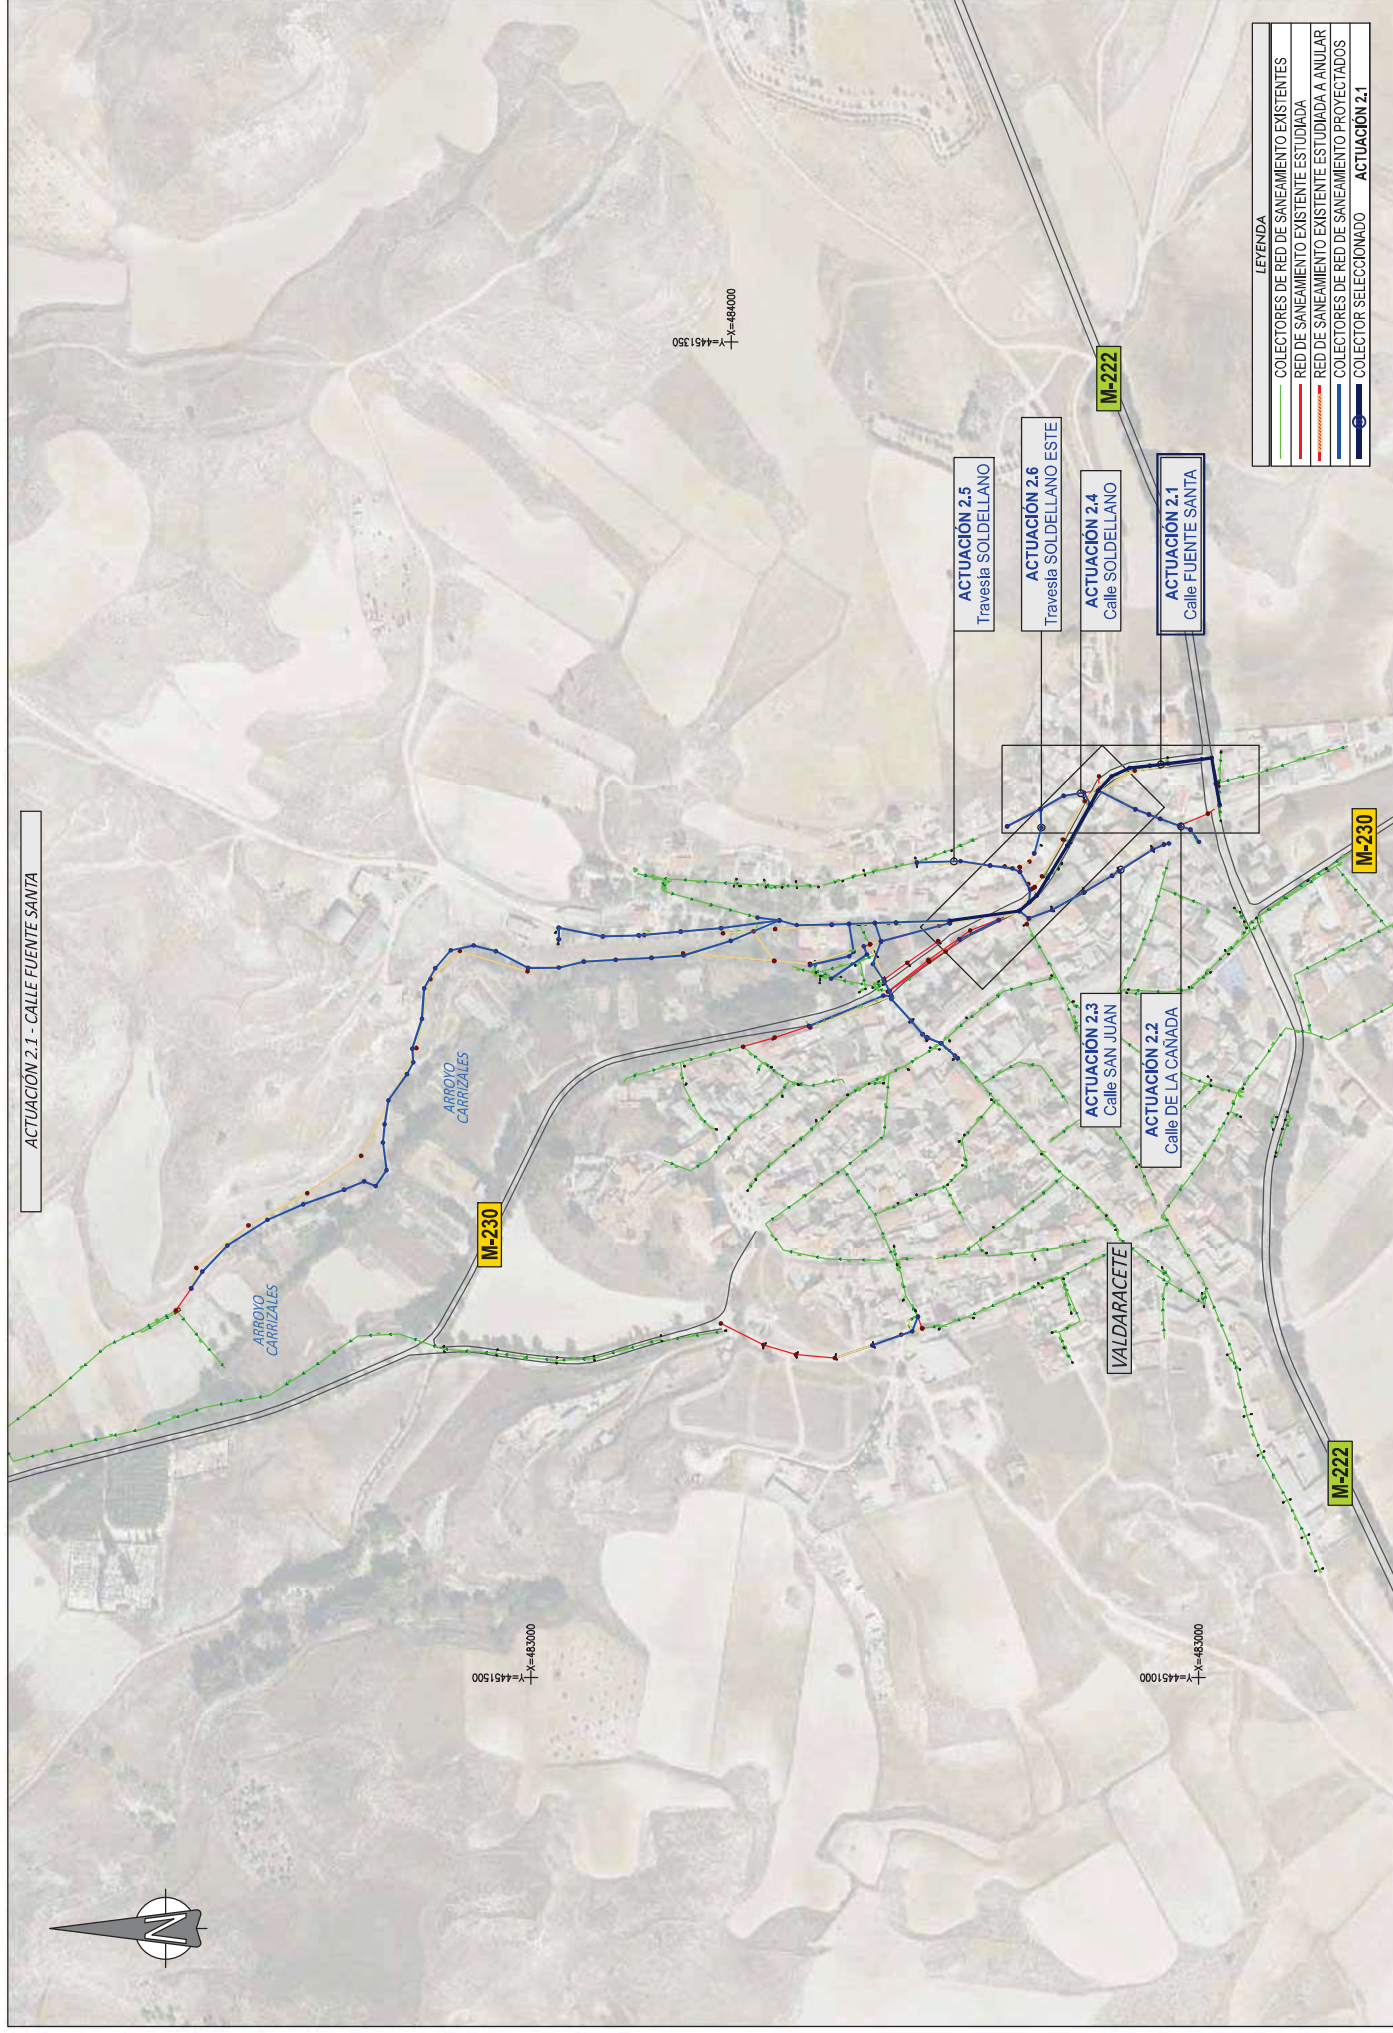 ACTUACIÓN 2.1 - CALLE FUENTE SANTA
ARROYO
CARRIZALES
ARROYO
CARRIZALES
M-230
N
Y=4451500
X=483000
Y=4451350
X=484000
ACTUACIÓN 2.5
Travesía SOLDELLANO
ACTUACIÓN 2.6
Travesía SOLDELLANO ESTE
ACTUACIÓN 2.4
Calle SOLDELLANO
ACTUACIÓN 2.1
Calle FUENTE SANTA
M-222
ACTUACIÓN 2.3
Calle SAN JUAN
ACTUACIÓN 2.2
Calle DE LA CAÑADA
VALDARACETE
Y=4451000
X=483000
M-230
M-222
LEYENDA
COLECTORES DE RED DE SANEAMIENTO EXISTENTES
RED DE SANEAMIENTO EXISTENTE ESTUDIADA
RED DE SANEAMIENTO EXISTENTE ESTUDIADA A ANULAR
COLECTORES DE RED DE SANEAMIENTO PROYECTADOS
COLECTOR SELECCIONADO ACTUACIÓN 2.1